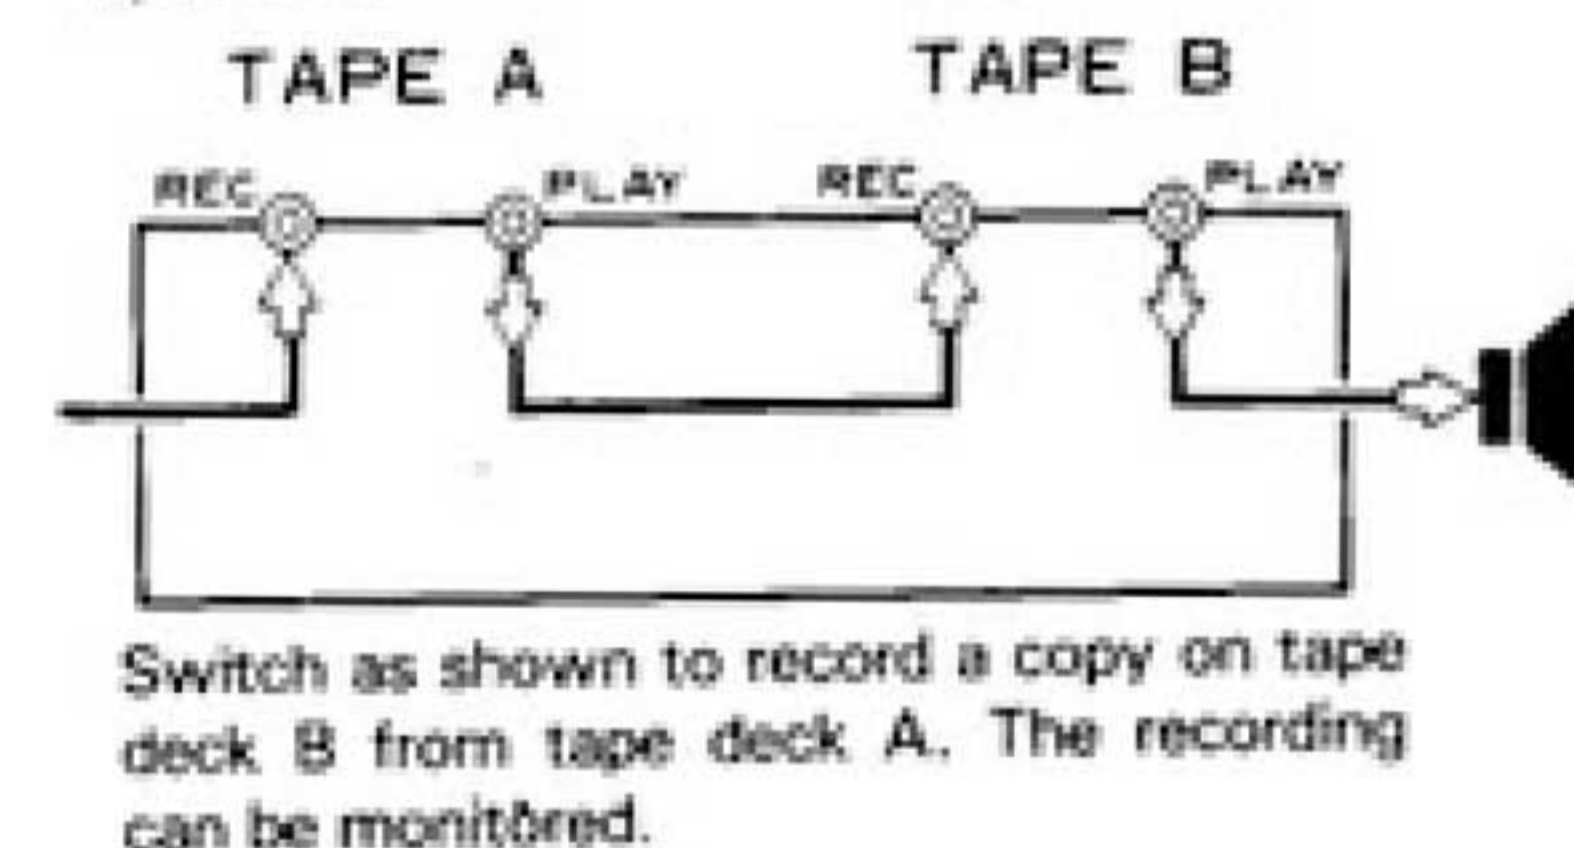 TAPE A TAPE B
REC PLAY REC PLAY
Switch as shown to record a copy on tape
deck B from tape deck A. The recording
can be monitored.